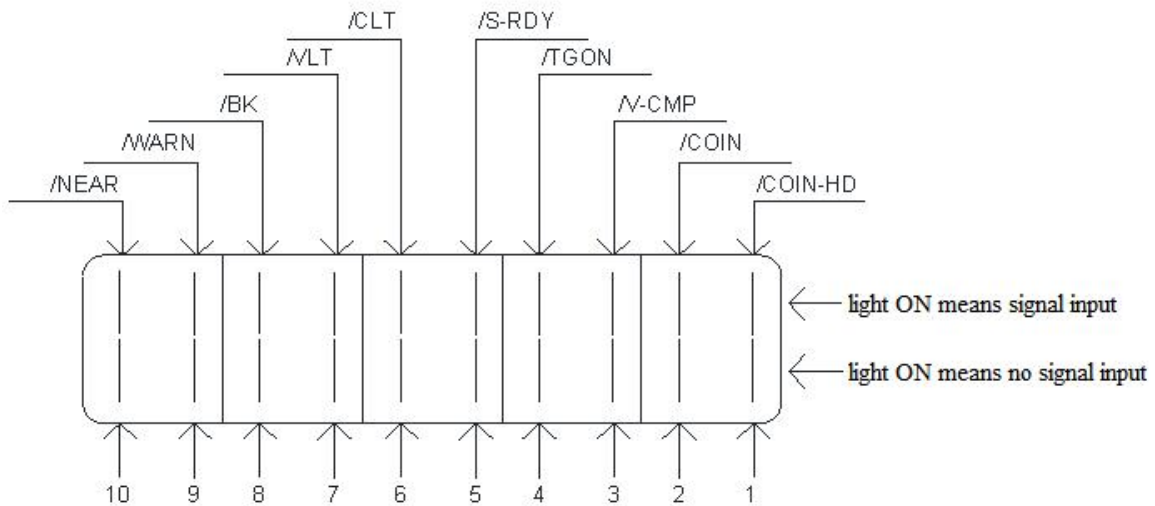 /CLT
/S-RDY
/VLT
/TGON
/BK
/V-CMP
/WARN
/COIN
/NEAR
/COIN-HD
light ON means signal input
light ON means no signal input
10 9 8 7 6 5 4 3 2 1